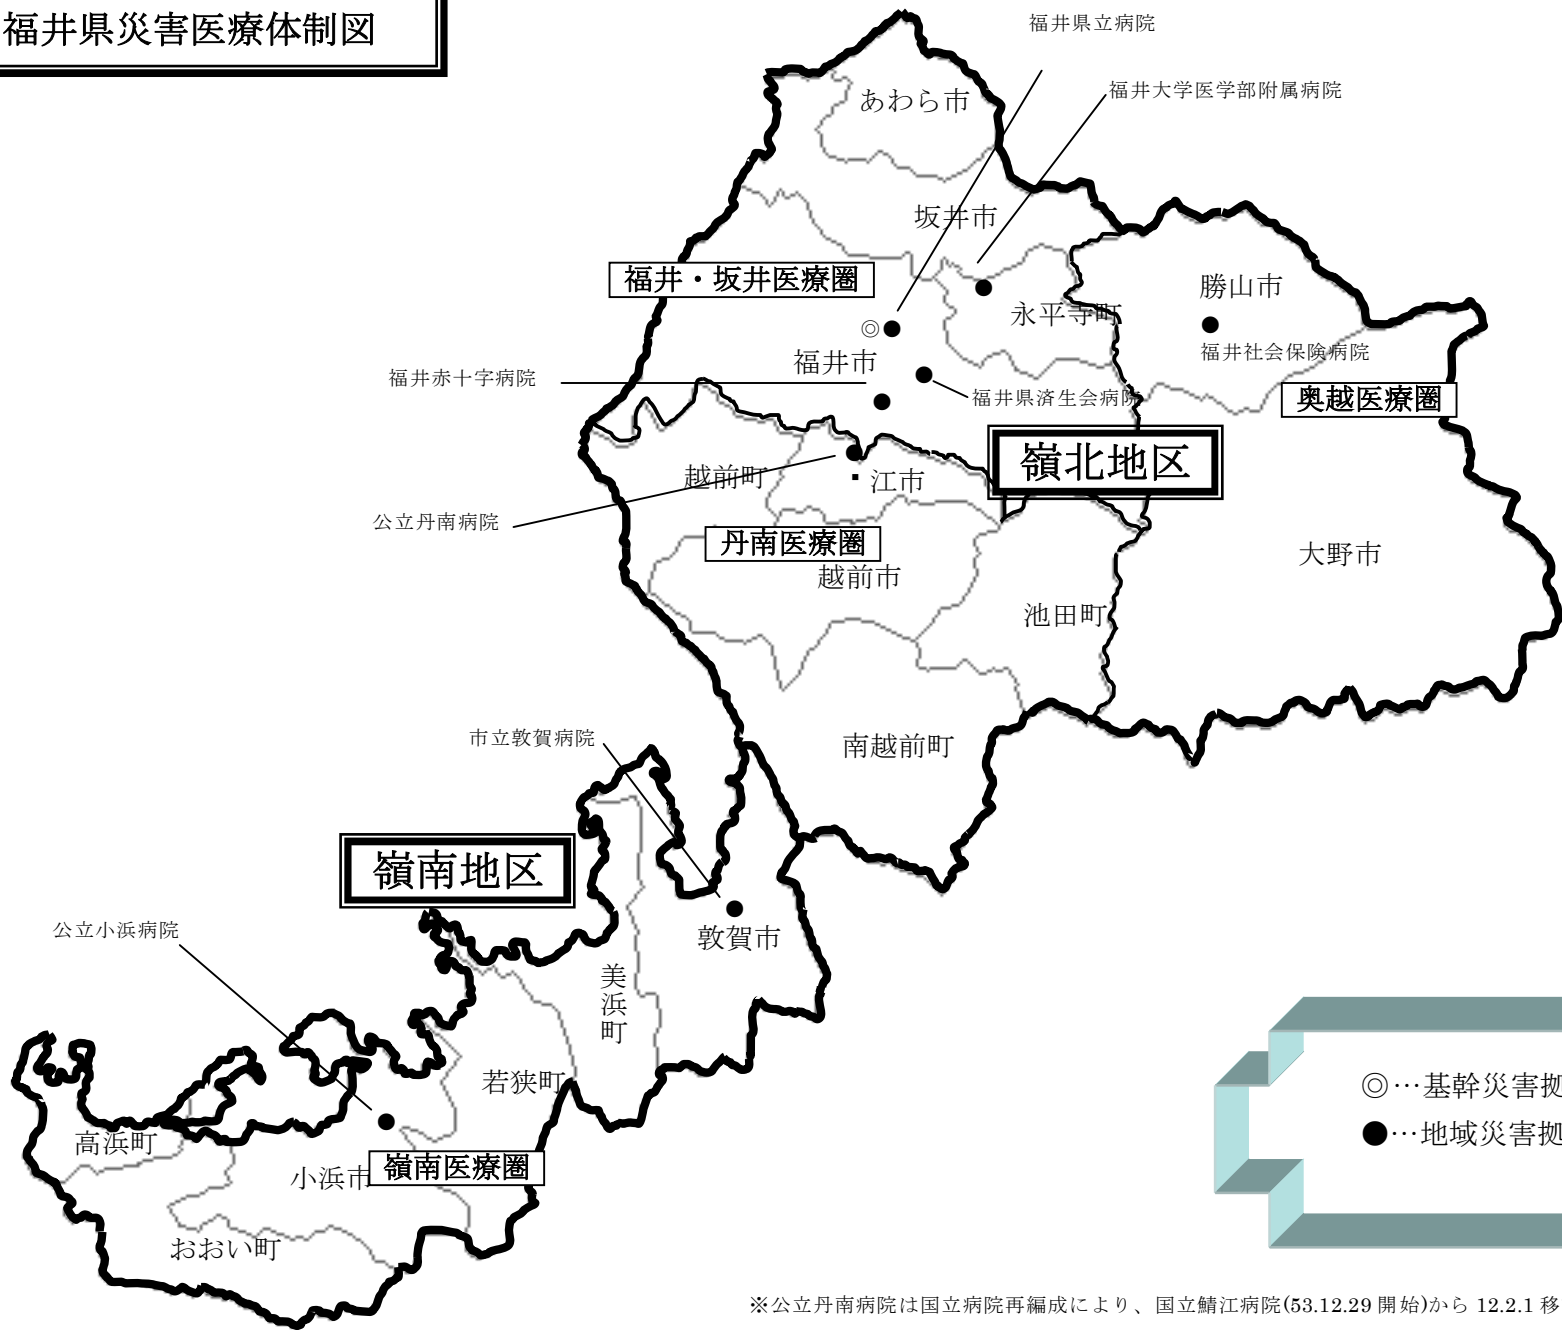 福井県災害医療体制図
福井県立病院
福井大学医学部附属病院
あわら市
坂井市
福井・坂井医療圏
勝山市
永平寺町
◎
福井市
福井社会保険病院
福井赤十字病院
福井県済生会病院
奥越医療圏
嶺北地区
越前町
・江市
公立丹南病院
丹南医療圏
越前市
大野市
池田町
市立敦賀病院
南越前町
嶺南地区
公立小浜病院
敦賀市
美浜町
若狭町
高浜町
小浜市
嶺南医療圏
おおい町
◎…基幹災害拠
●…地域災害拠
※公立丹南病院は国立病院再編成により、国立鯖江病院(53.12.29 開始)から 12.2.1 移